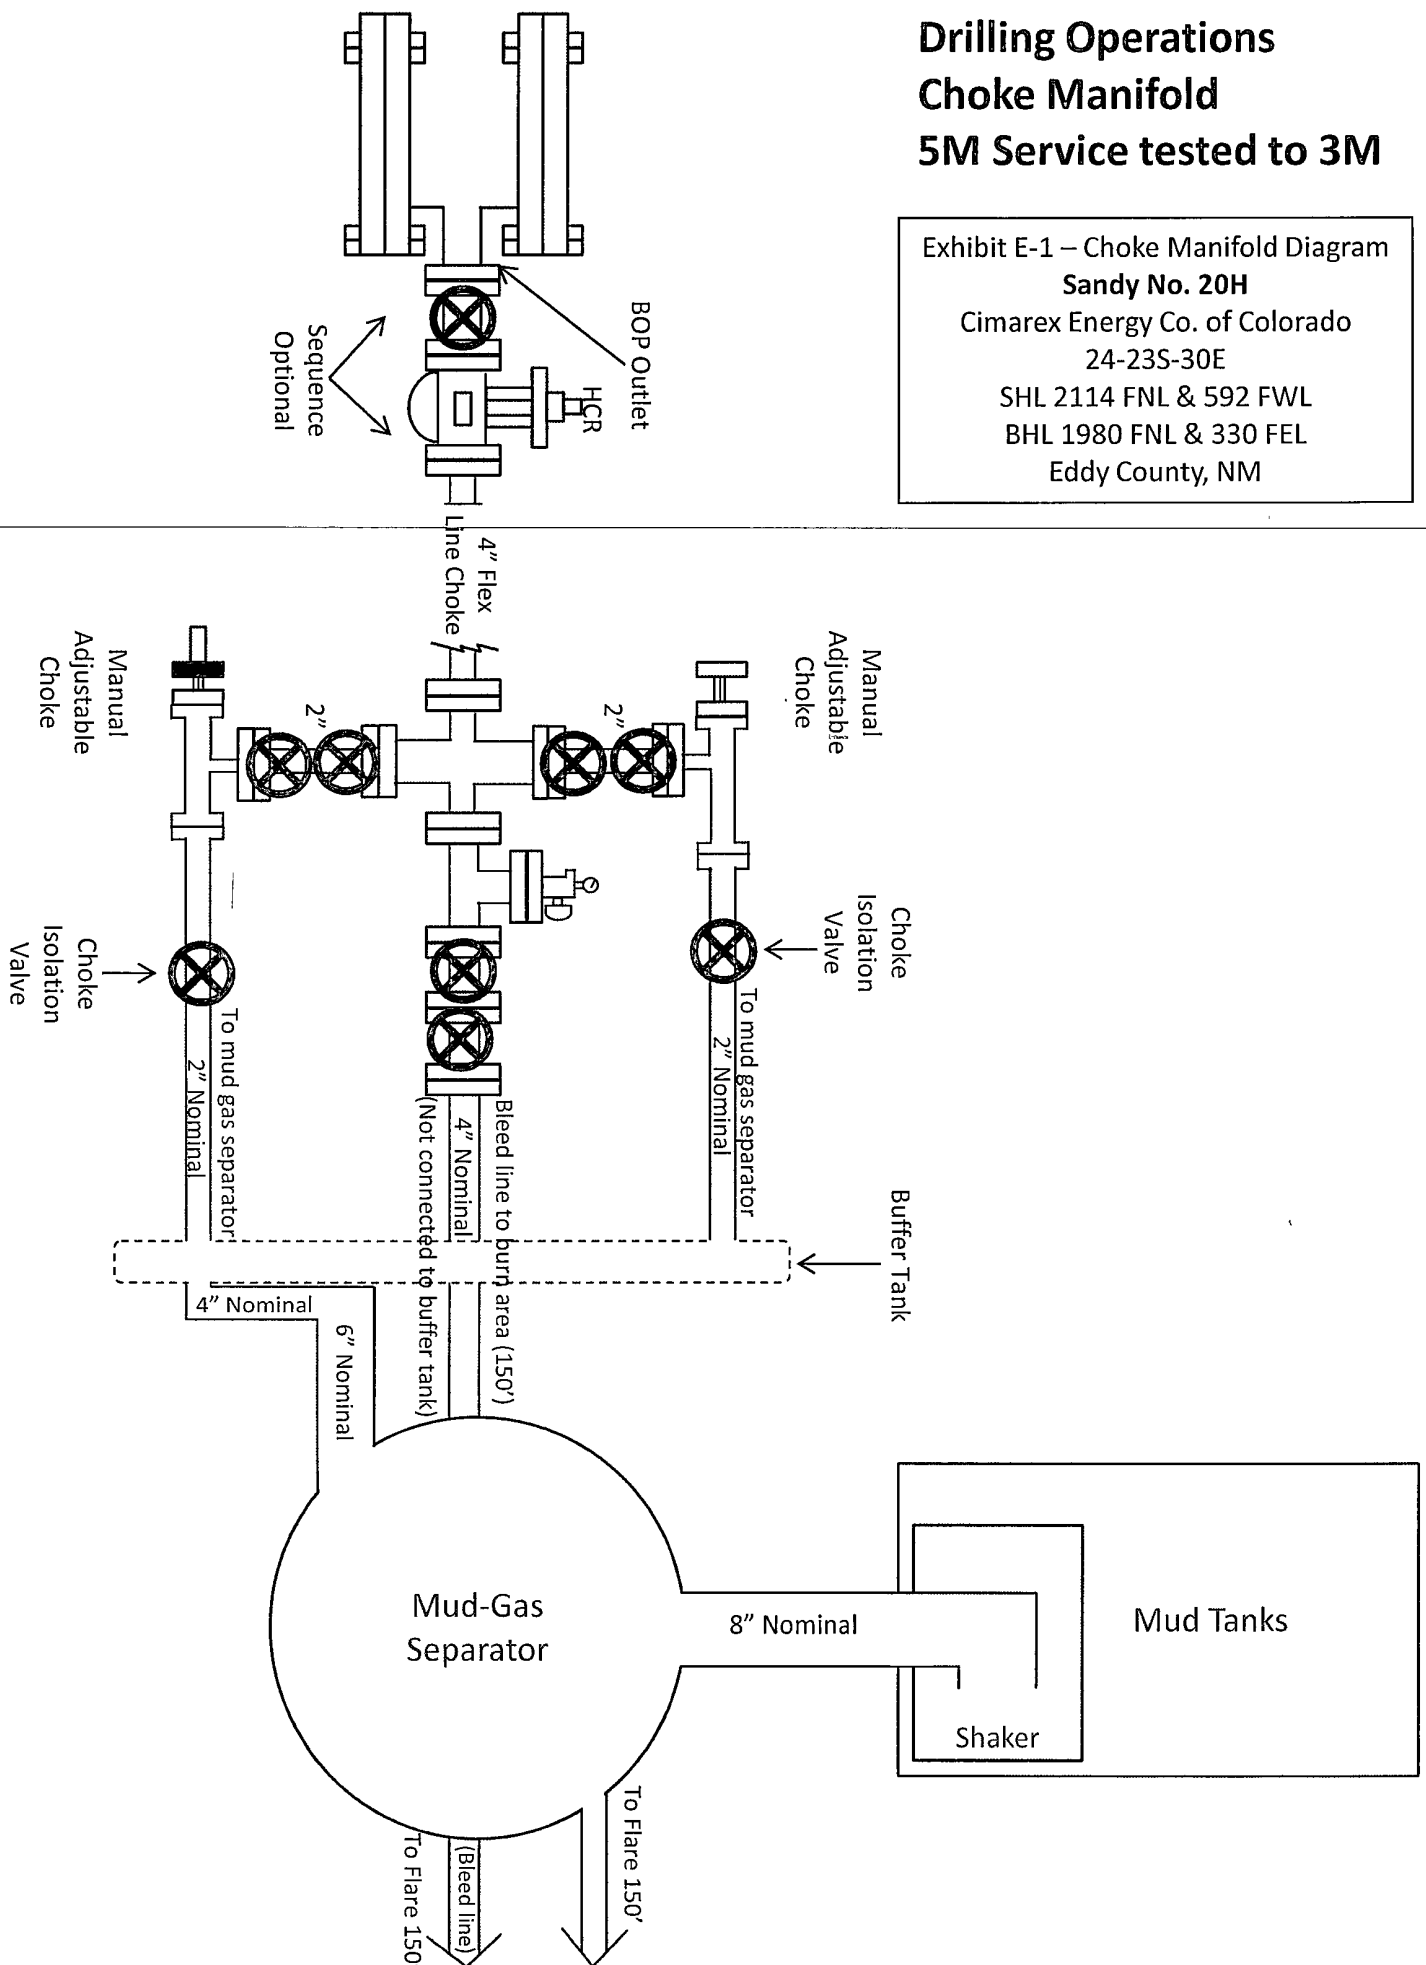 Drilling Operations
Choke Manifold
5M Service tested to 3M
Exhibit E-1 – Choke Manifold Diagram
Sandy No. 20H
Cimarex Energy Co. of Colorado
24-23S-30E
SHL 2114 FNL & 592 FWL
BHL 1980 FNL & 330 FEL
Eddy County, NM
BOP Outlet
HCR
Sequence
Optional
4” Flex
Line Choke
Manual
Adjustable
Choke
2”
2”
Manual
Adjustable
Choke
Choke
Isolation
Valve
Choke
Isolation
Valve
To mud gas separator
2” Nominal
To mud gas separator
2” Nominal
Bleed line to burn area (150’)
4” Nominal
(Not connected to buffer tank)
Buffer Tank
4” Nominal
6” Nominal
Mud-Gas
Separator
8” Nominal
Mud Tanks
Shaker
To Flare 150’
(Bleed line)
To Flare 150